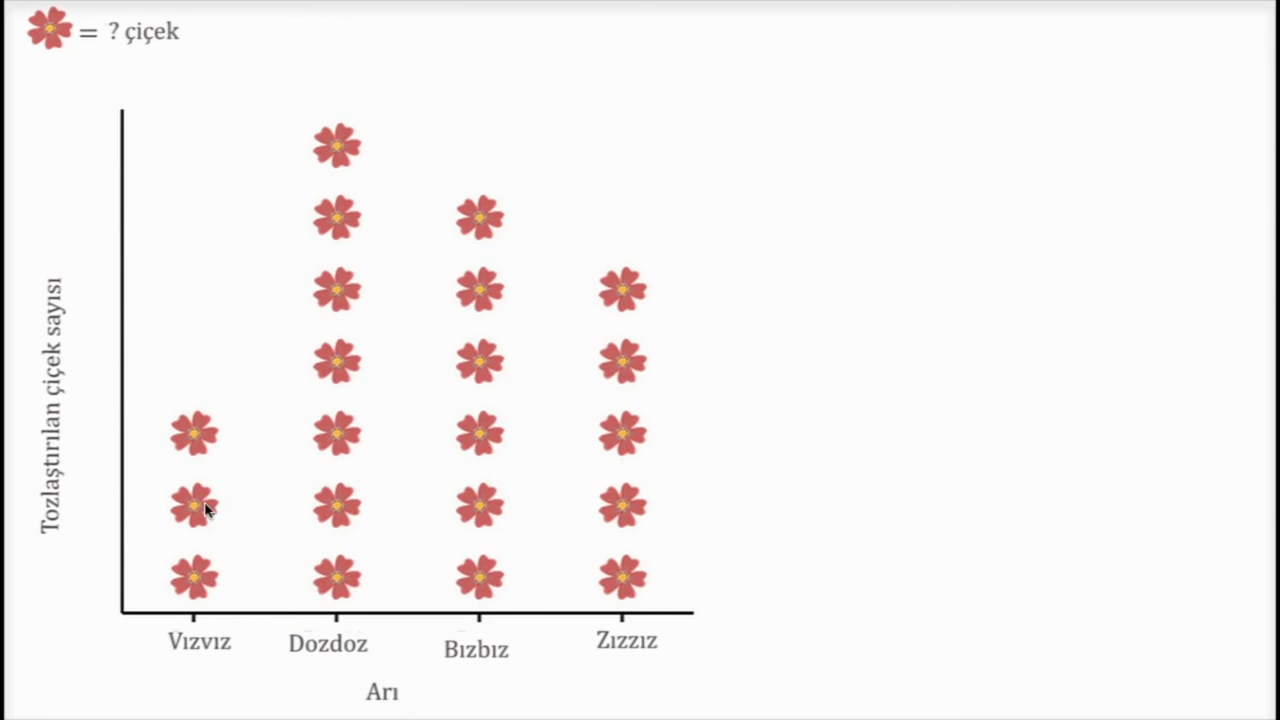 = ? çiçek
Tozlaştırılan çiçek sayısı
Vızvız
Dozdoz
Bızbız
Zızzız
Arı